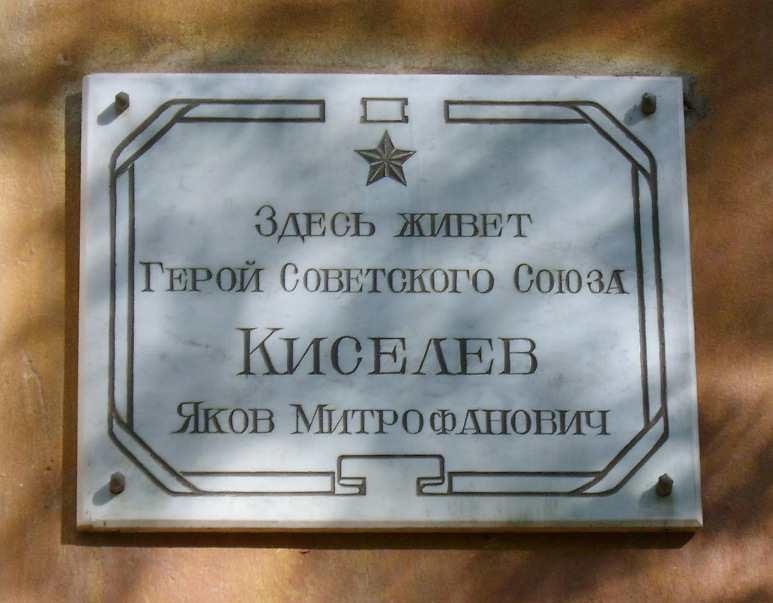 Здесь живет
Герой Советского Союза
Киселев
Яков Митрофанович